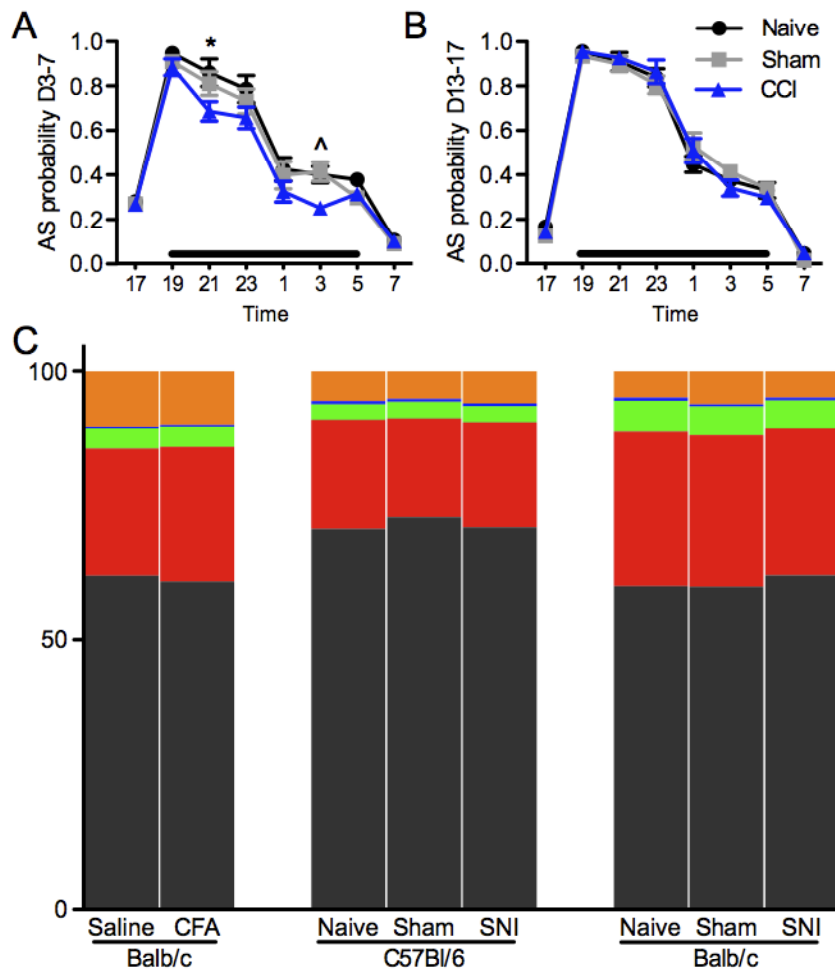 A
AS probability D3-7
1.0
0.8
0.6
0.4
0.2
0.0
*
^
17 19 21 23 1 3 5 7
Time
B
AS probability D13-17
1.0
0.8
0.6
0.4
0.2
0.0
17 19 21 23 1 3 5 7
Time
Naive
Sham
CCI
C
100
50
0
Saline CFA Naive Sham SNI Naive Sham SNI
Balb/c C57Bl/6 Balb/c